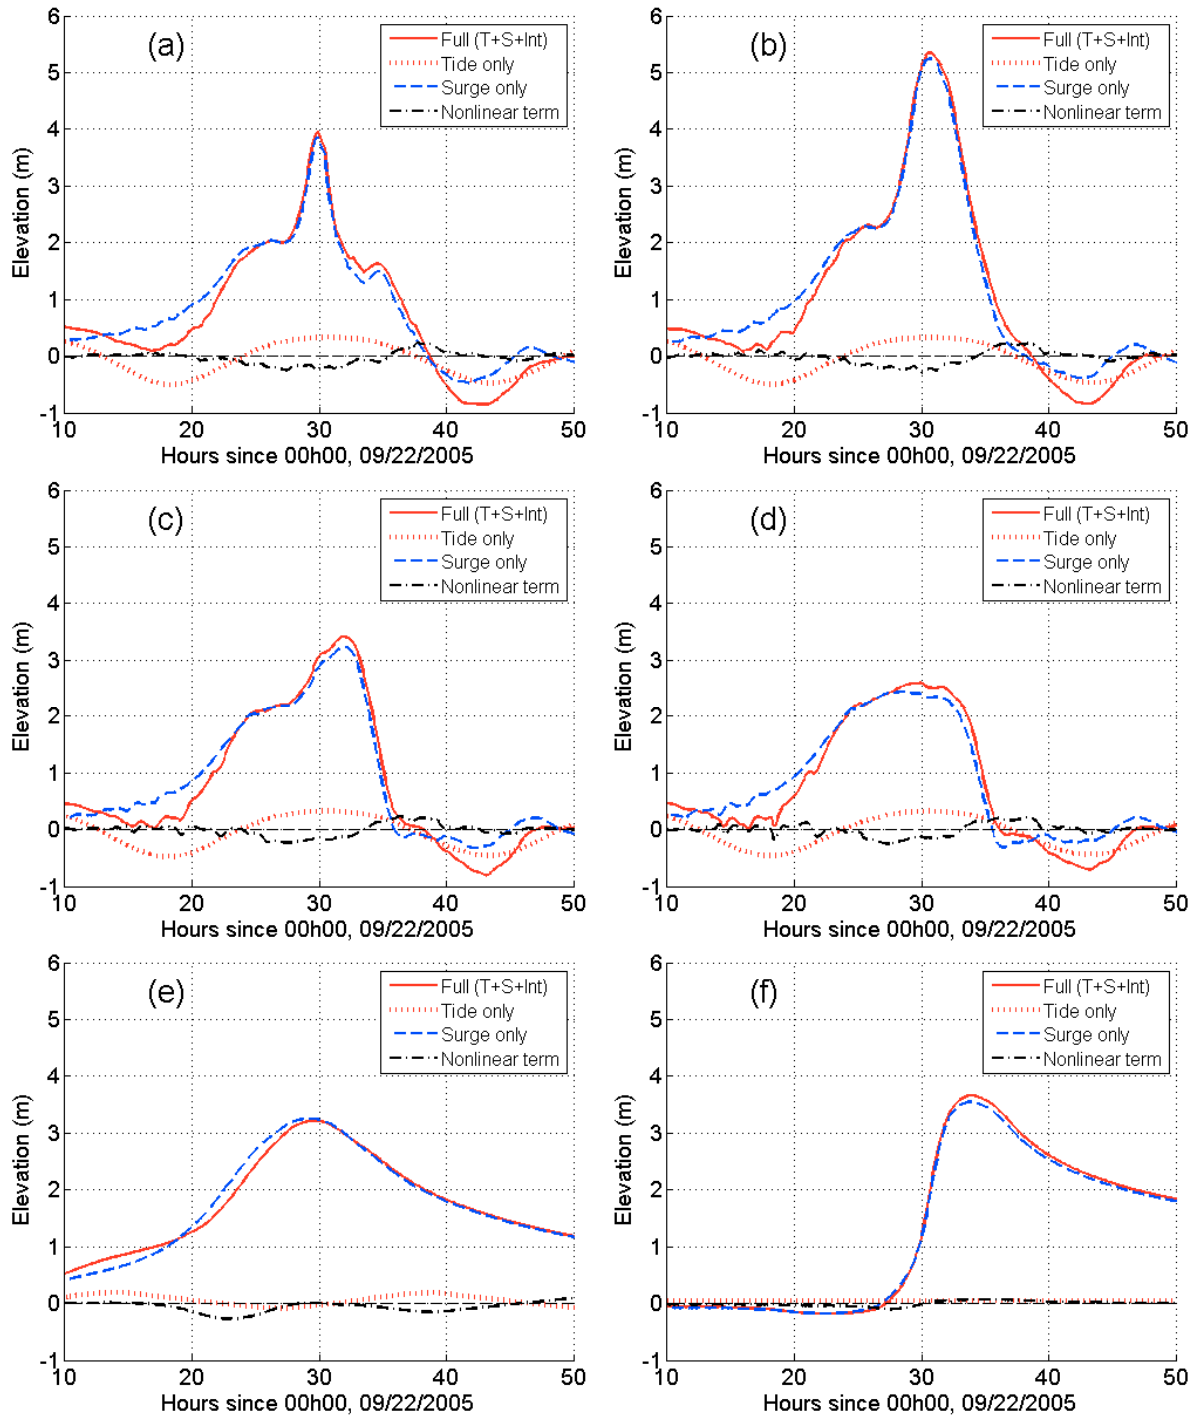 (a)
Full (T+S+Int)
Tide only
Surge only
Nonlinear term
6
5
4
3
2
1
0
-1
Elevation (m)
10 20 30 40 50
Hours since 00h00, 09/22/2005
(b)
Full (T+S+Int)
Tide only
Surge only
Nonlinear term
6
5
4
3
2
1
0
-1
Elevation (m)
10 20 30 40 50
Hours since 00h00, 09/22/2005
(c)
Full (T+S+Int)
Tide only
Surge only
Nonlinear term
6
5
4
3
2
1
0
-1
Elevation (m)
10 20 30 40 50
Hours since 00h00, 09/22/2005
(d)
Full (T+S+Int)
Tide only
Surge only
Nonlinear term
6
5
4
3
2
1
0
-1
Elevation (m)
10 20 30 40 50
Hours since 00h00, 09/22/2005
(e)
Full (T+S+Int)
Tide only
Surge only
Nonlinear term
6
5
4
3
2
1
0
-1
Elevation (m)
10 20 30 40 50
Hours since 00h00, 09/22/2005
(f)
Full (T+S+Int)
Tide only
Surge only
Nonlinear term
6
5
4
3
2
1
0
-1
Elevation (m)
10 20 30 40 50
Hours since 00h00, 09/22/2005